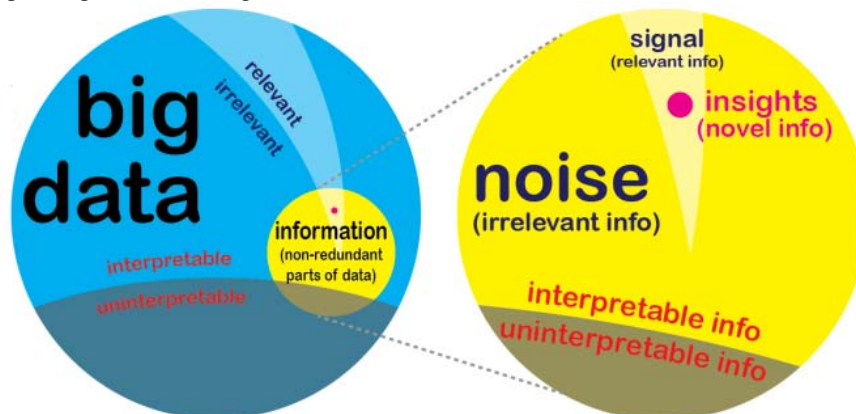 big
data
relevant
irrelevant
information
(non-redundant
parts of data)
interpretable
uninterpretable
signal
(relevant info)
insights
(novel info)
noise
(irrelevant info)
interpretable info
uninterpretable info